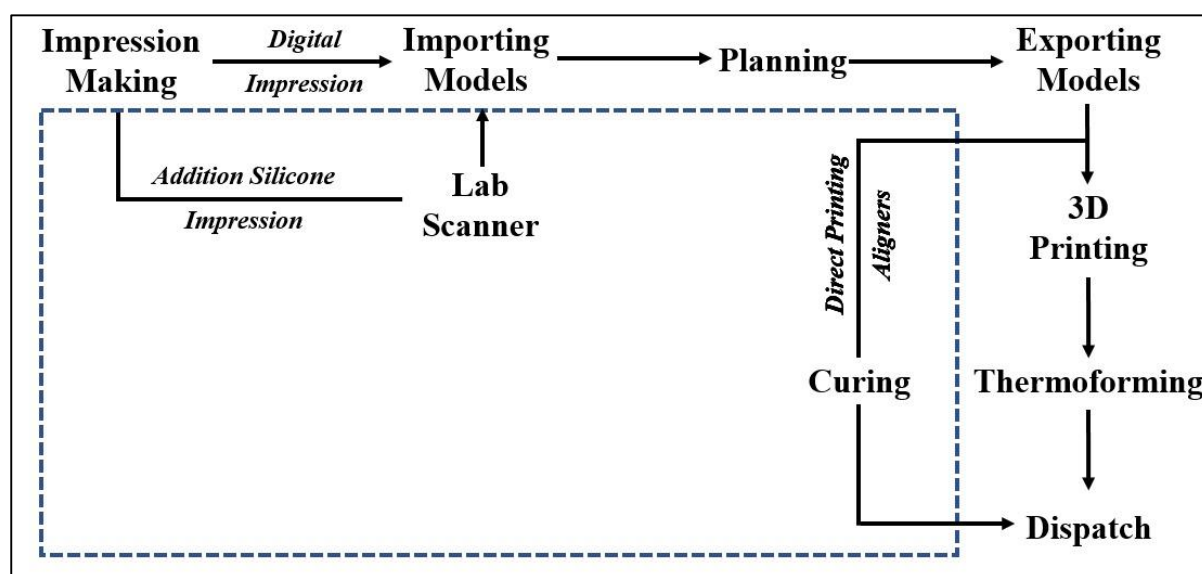 Impression
Making
Digital
Impression
Importing
Models
Planning
Exporting
Models
Addition Silicone
Impression
Lab
Scanner
Direct Printing
Aligners
3D
Printing
Curing
Thermoforming
Dispatch